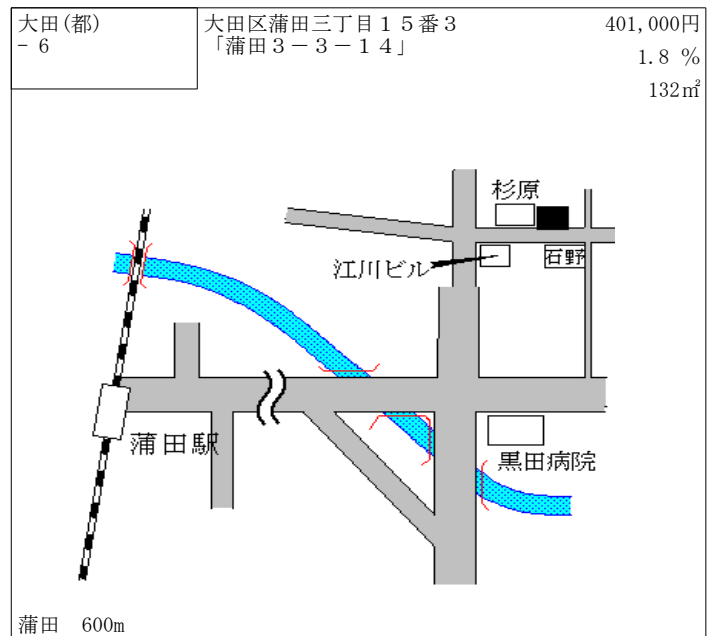 大田(都)
- 6
大田区蒲田三丁目１５番３
「蒲田３－３－１４」
401,000円
1.8 %
132㎡
杉原
江川ビル
石野
蒲田駅
黒田病院
蒲田　600m